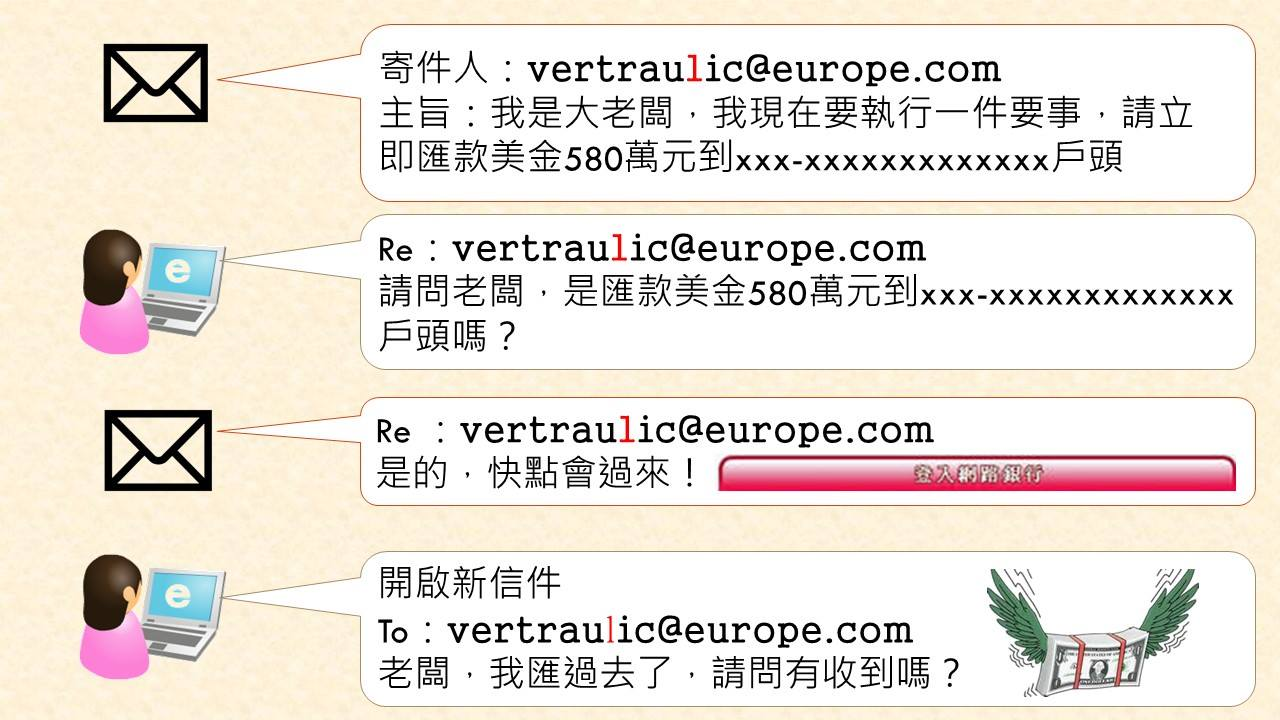 寄件人：vertraulic@europe.com
主旨：我是大老闆，我現在要執行一件要事，請立
即匯款美金580萬元到xxx-xxxxxxxxxxxxx戶頭
Re：vertraulic@europe.com
請問老闆，是匯款美金580萬元到xxx-xxxxxxxxxxxxx
戶頭嗎？
Re ：vertraulic@europe.com
是的，快點會過來！ 登入網路銀行
開啟新信件
To：vertraulic@europe.com
老闆，我匯過去了，請問有收到嗎？